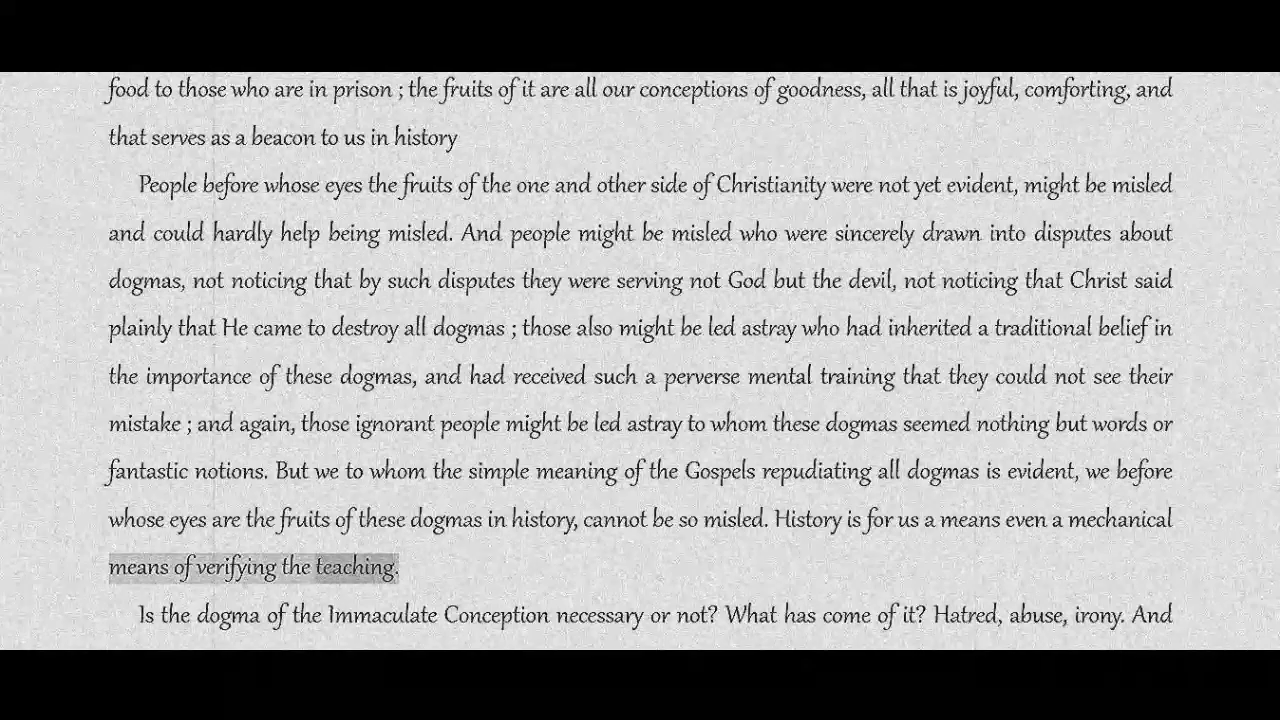 food to those who are in prison ; the fruits of it are all our conceptions of goodness, all that is joyful, comforting, and
that serves as a beacon to us in history
People before whose eyes the fruits of the one and other side of Christianity were not yet evident, might be misled
and could hardly help being misled. And people might be misled who were sincerely drawn into disputes about
dogmas, not noticing that by such disputes they were serving not God but the devil, not noticing that Christ said
plainly that He came to destroy all dogmas ; those also might be led astray who had inherited a traditional belief in
the importance of these dogmas, and had received such a perverse mental training that they could not see their
mistake ; and again, those ignorant people might be led astray to whom these dogmas seemed nothing but words or
fantastic notions. But we to whom the simple meaning of the Gospels repudiating all dogmas is evident, we before
whose eyes are the fruits of these dogmas in history, cannot be so misled. History is for us a means even a mechanical
means of verifying the teaching.
Is the dogma of the Immaculate Conception necessary or not? What has come of it? Hatred, abuse, irony. And